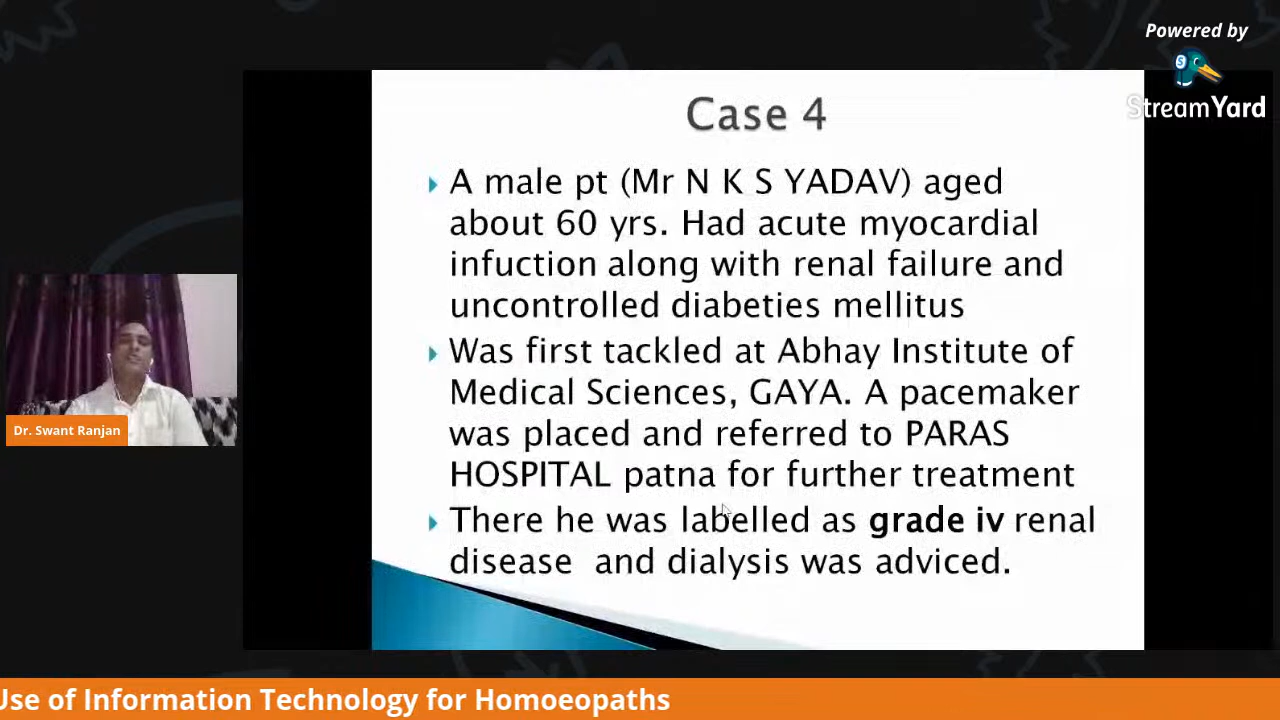 Powered by
StreamYard
Case 4
A male pt (Mr N K S YADAV) aged
about 60 yrs. Had acute myocardial
infuction along with renal failure and
uncontrolled diabeties mellitus
Was first tackled at Abhay Institute of
Medical Sciences, GAYA. A pacemaker
was placed and referred to PARAS
HOSPITAL patna for further treatment
There he was labelled as grade iv renal
disease and dialysis was adviced.
Dr. Swant Ranjan
Use of Information Technology for Homoeopaths